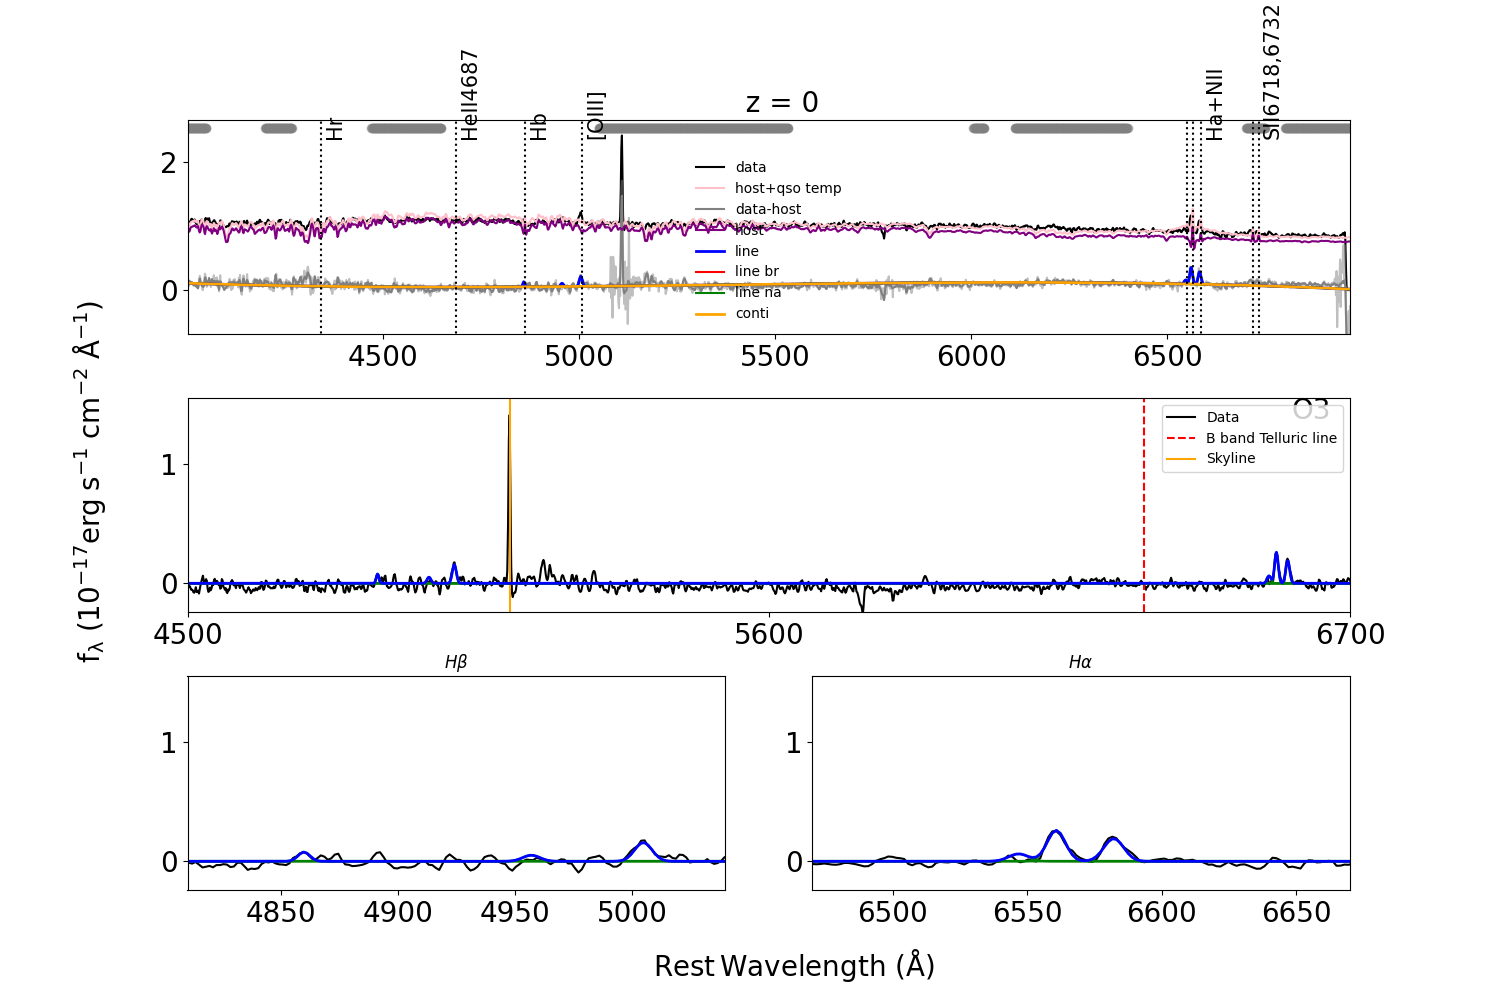 z = 0
Hr
HeII4687
Hb
[OIII]
Ha+NII
SII6718,6732
2
0
data
host+qso temp
data-host
host
line
line br
line na
conti
4500
5000
5500
6000
6500
f_λ (10⁻¹⁷erg s⁻¹ cm⁻² Å⁻¹)
O3
1
0
Data
B band Telluric line
Skyline
4500
5600
6700
Hβ
1
0
4850
4900
4950
5000
Hα
1
0
6500
6550
6600
6650
Rest Wavelength (Å)